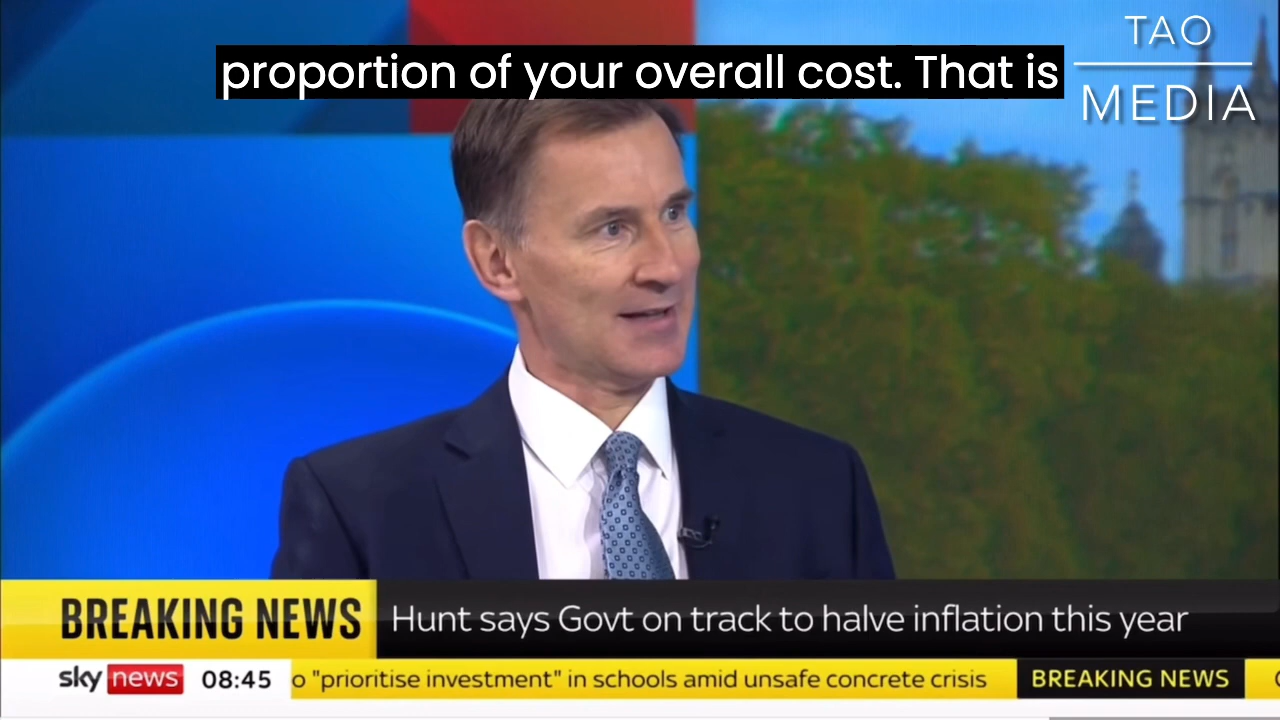 TAO
MEDIA
proportion of your overall cost. That is
BREAKING NEWS
Hunt says Govt on track to halve inflation this year
sky news 08:45 o "prioritise investment" in schools amid unsafe concrete crisis BREAKING NEWS